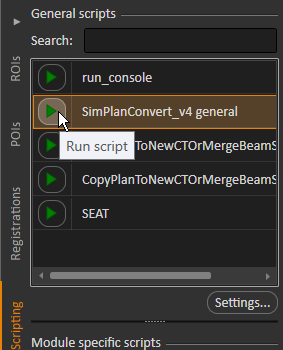 General scripts
Search:
ROIs
run_console
SimPlanConvert_v4 general
Run script
ToNewCTOrMergeBeamS
POIs
CopyPlanToNewCTOrMergeBeamS
SEAT
Registrations
Settings...
Scripting
Module specific scripts